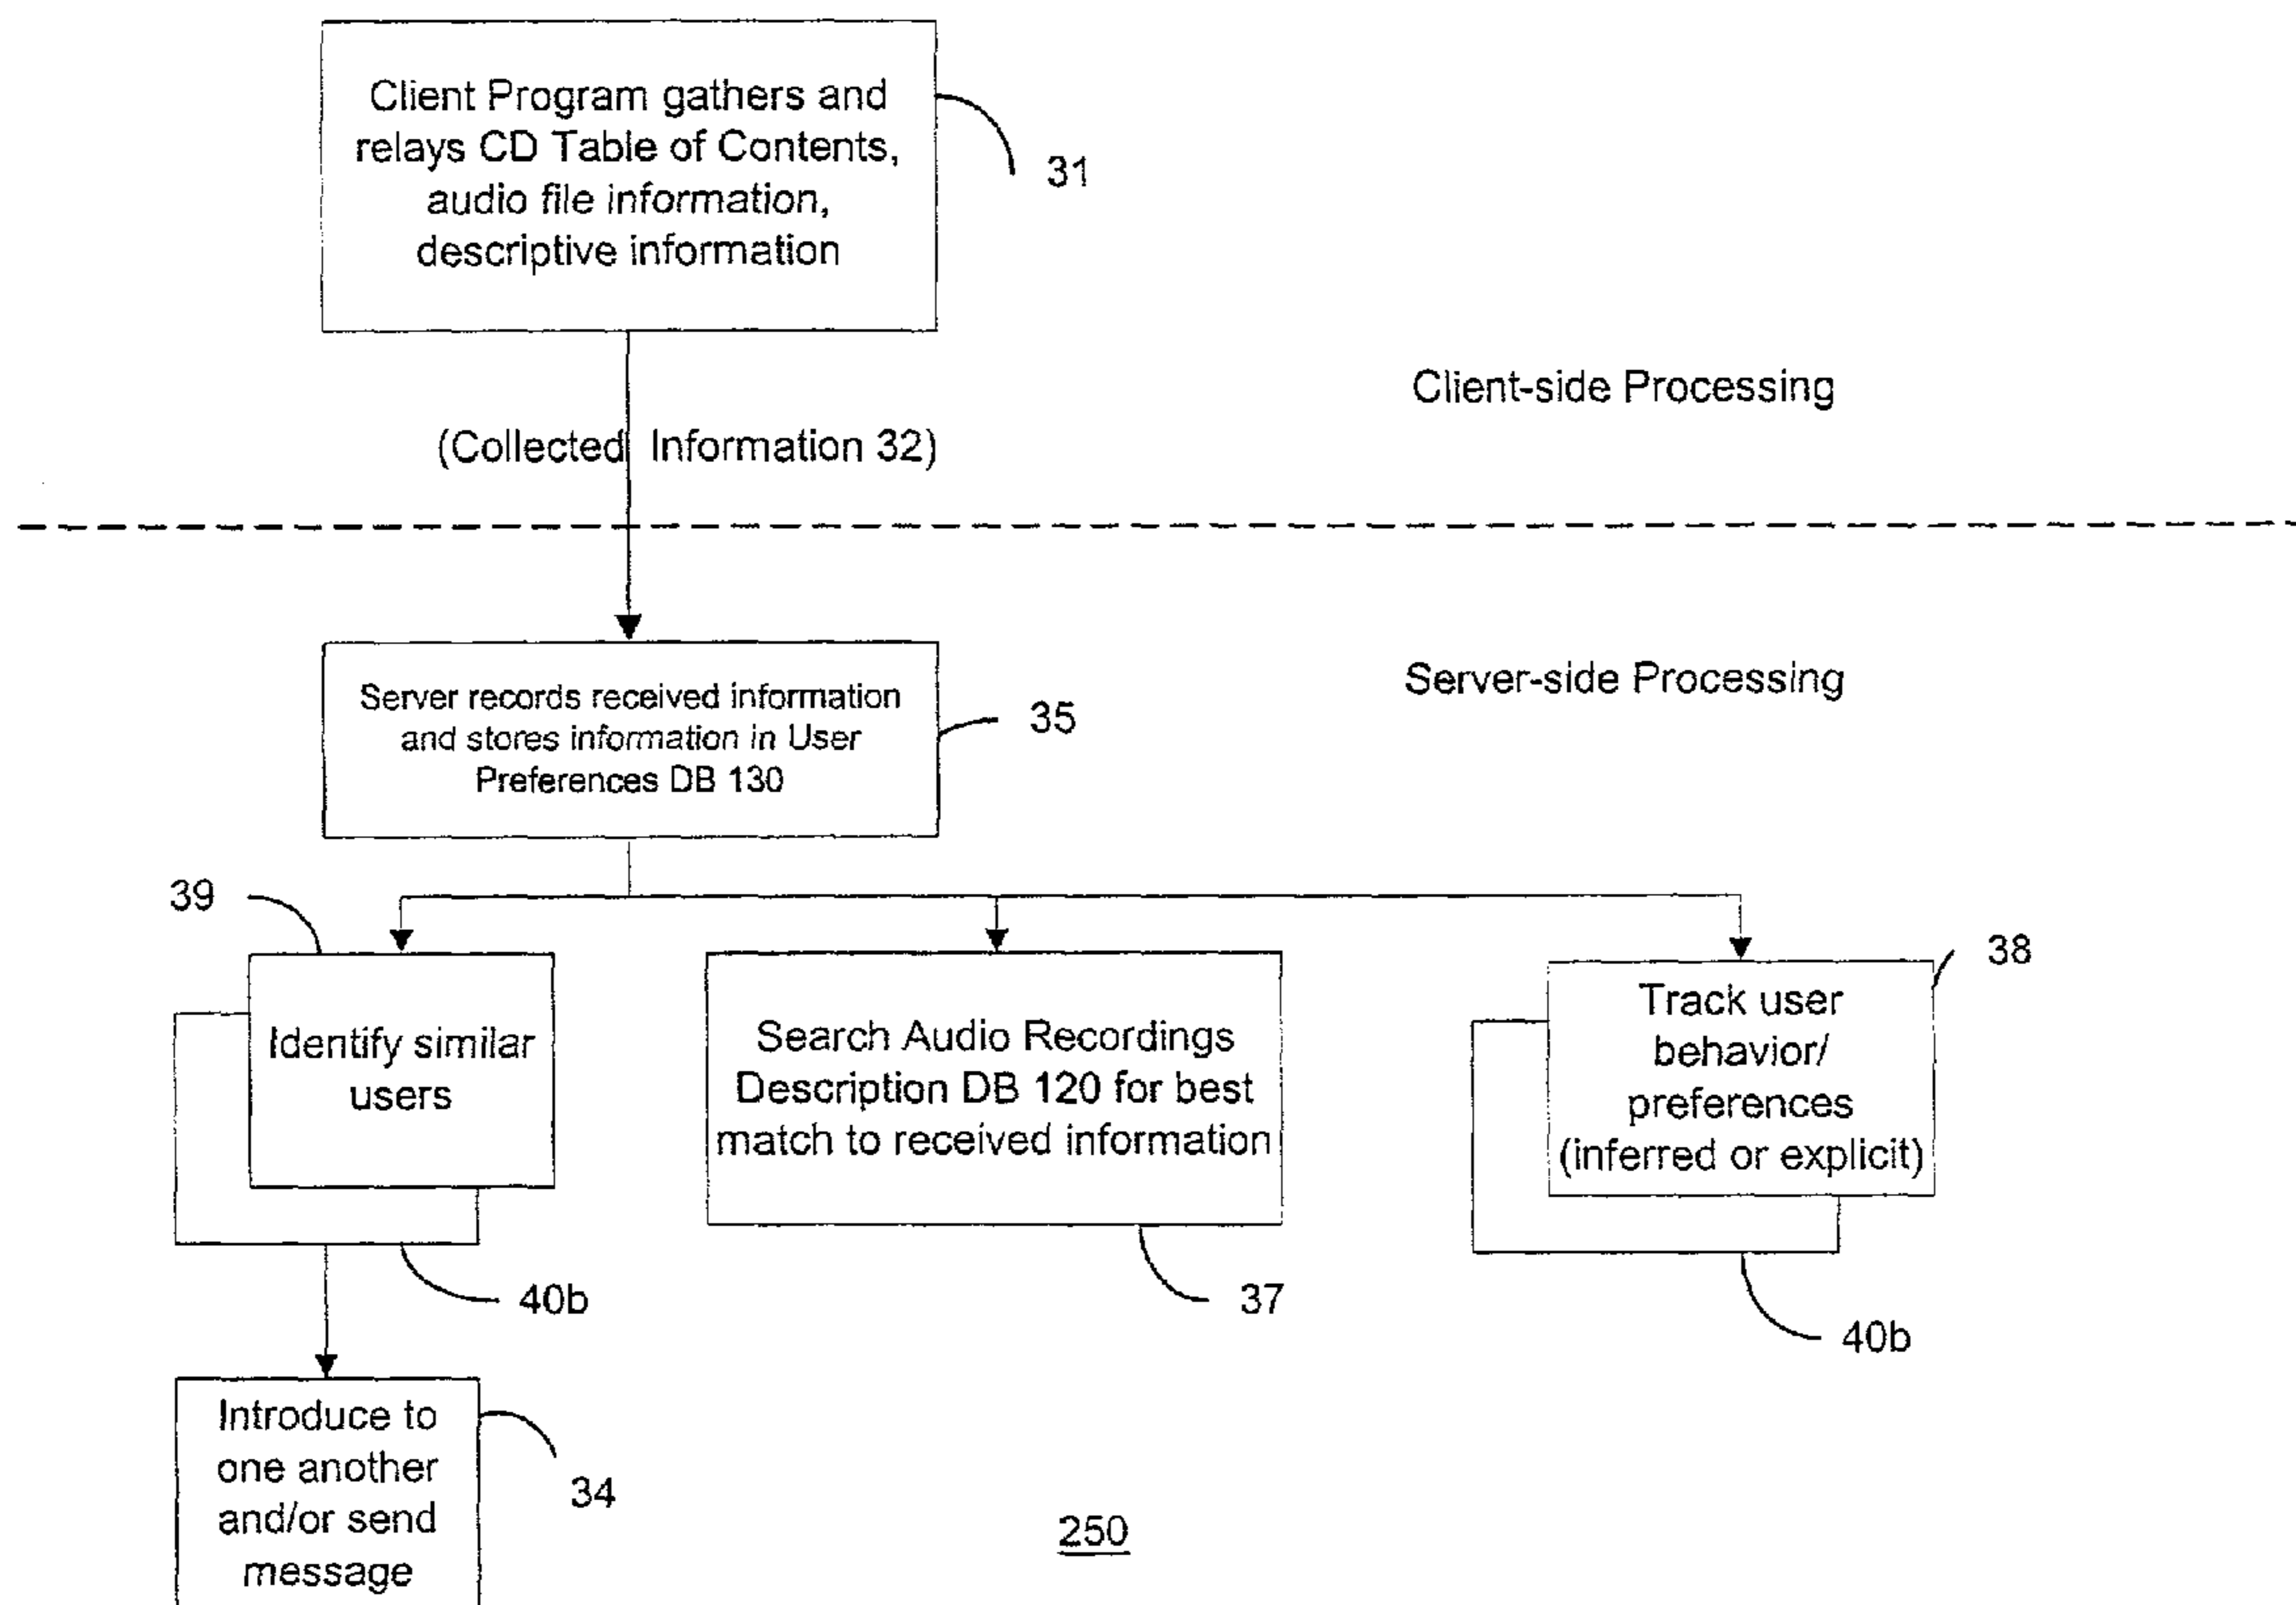 Client Program gathers and
relays CD Table of Contents,
audio file information,
descriptive information
31
Client-side Processing
(Collected Information 32)
Server-side Processing
Server records received information
and stores information in User
Preferences DB 130
35
39
Identify similar
users
40b
Search Audio Recordings
Description DB 120 for best
match to received information
37
38
Track user
behavior/
preferences
(inferred or explicit)
40b
Introduce to
one another
and/or send
message
34
250